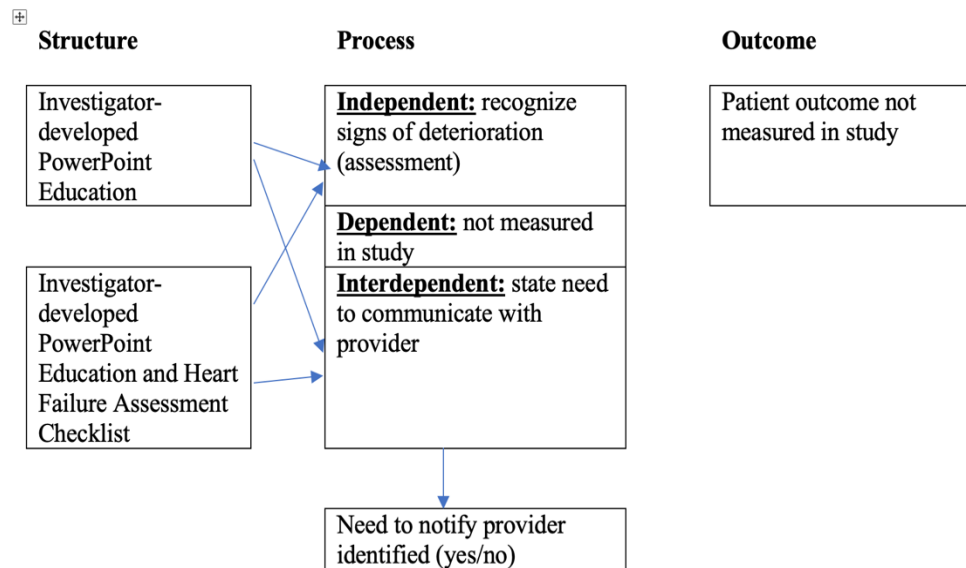 Structure
Process
Outcome
Investigator-
developed
PowerPoint
Education
Independent: recognize
signs of deterioration
(assessment)
Dependent: not measured
in study
Interdependent: state need
to communicate with
provider
Patient outcome not
measured in study
Investigator-
developed
PowerPoint
Education and Heart
Failure Assessment
Checklist
Need to notify provider
identified (yes/no)